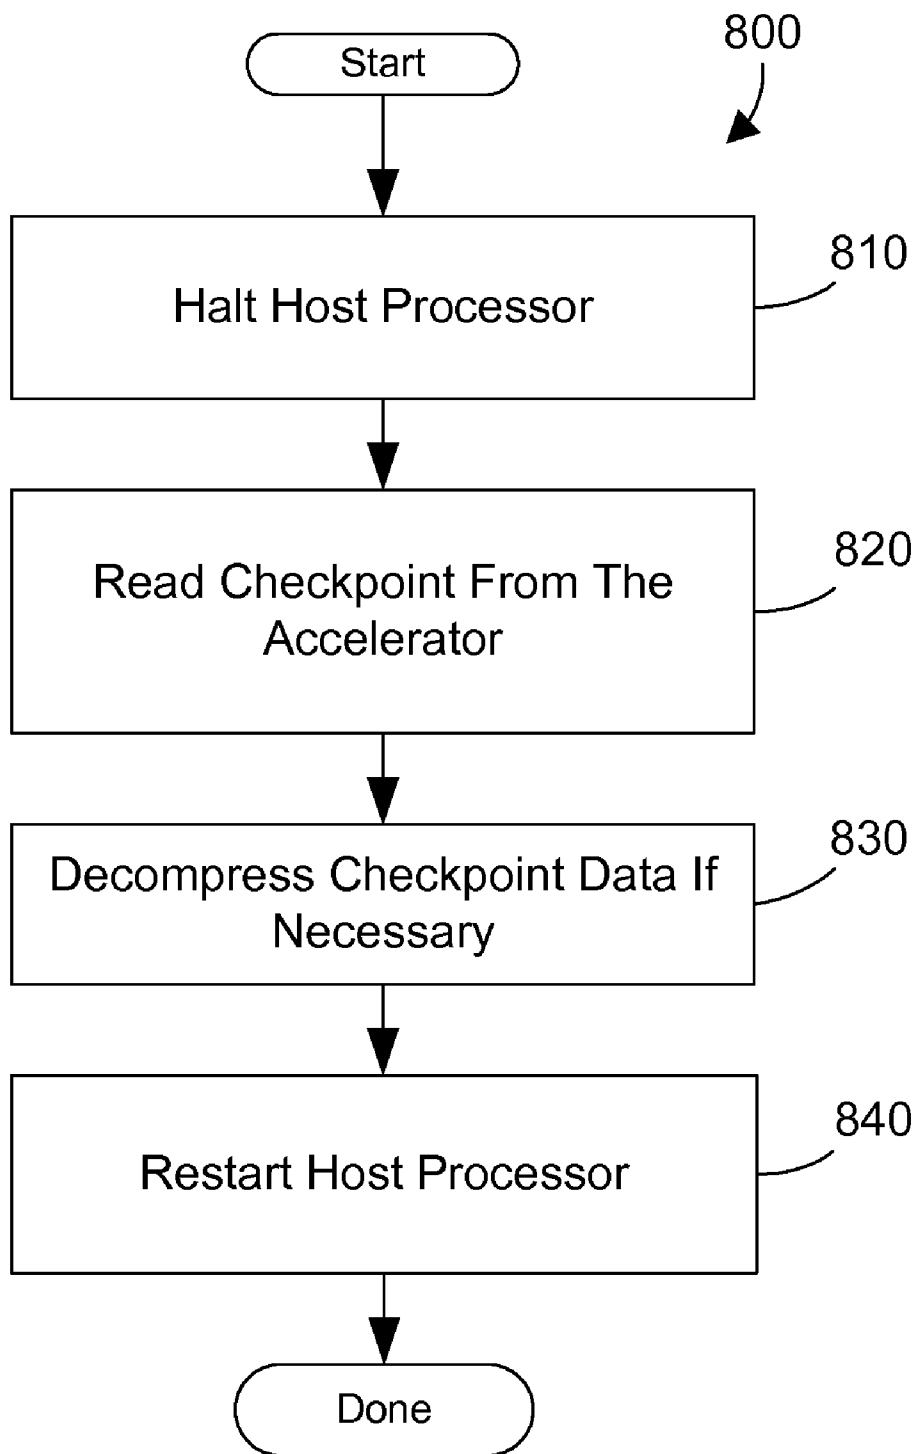 800
Start
810
Halt Host Processor
820
Read Checkpoint From The
Accelerator
830
Decompress Checkpoint Data If
Necessary
840
Restart Host Processor
Done